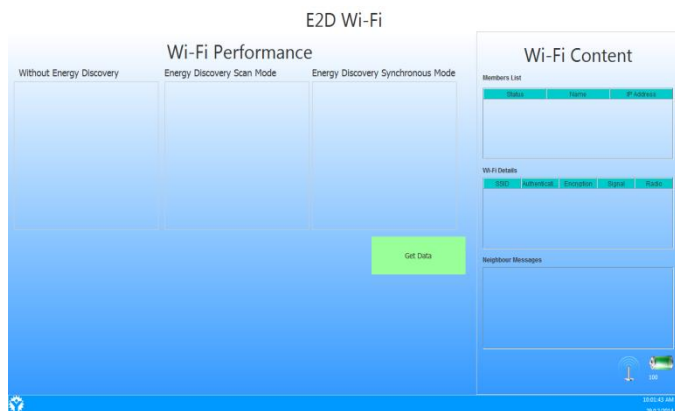 E2D Wi-Fi
Wi-Fi Performance
Without Energy Discovery
Energy Discovery Scan Mode
Energy Discovery Synchronous Mode
Get Data
Wi-Fi Content
Members List
Status Name IP Address
Wi-Fi Details
SSID Authenticati... Encryption Signal Radio
Neighbour Messages
100
10:01:43 AM